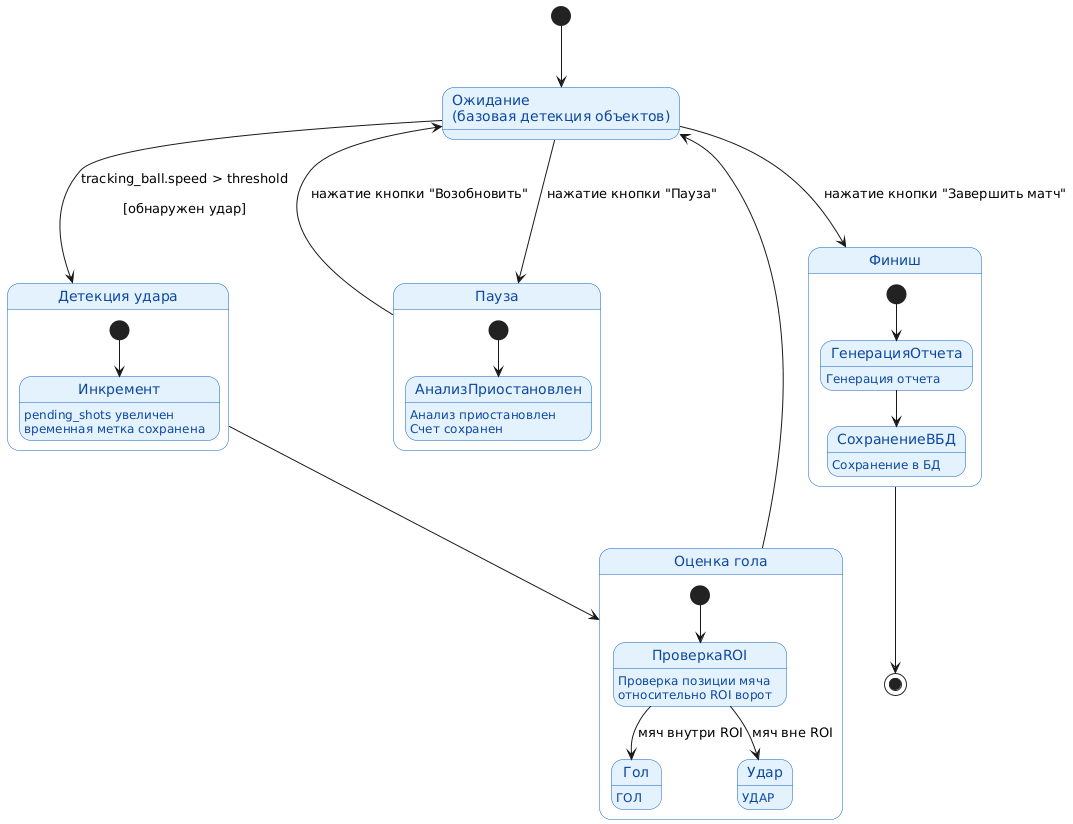 Ожидание
(базовая детекция объектов)
tracking_ball.speed > threshold
[обнаружен удар]
нажатие кнопки "Возобновить"
нажатие кнопки "Пауза"
нажатие кнопки "Завершить матч"
Финиш
ГенерацияОтчета
Генерация отчета
СохранениеВБД
Сохранение в БД
Детекция удара
Инкремент
pending_shots увеличен
временная метка сохранена
Пауза
АнализПриостановлен
Анализ приостановлен
Счет сохранен
Оценка гола
ПроверкаROI
Проверка позиции мяча
относительно ROI ворот
мяч внутри ROI
мяч вне ROI
Гол
ГОЛ
Удар
УДАР